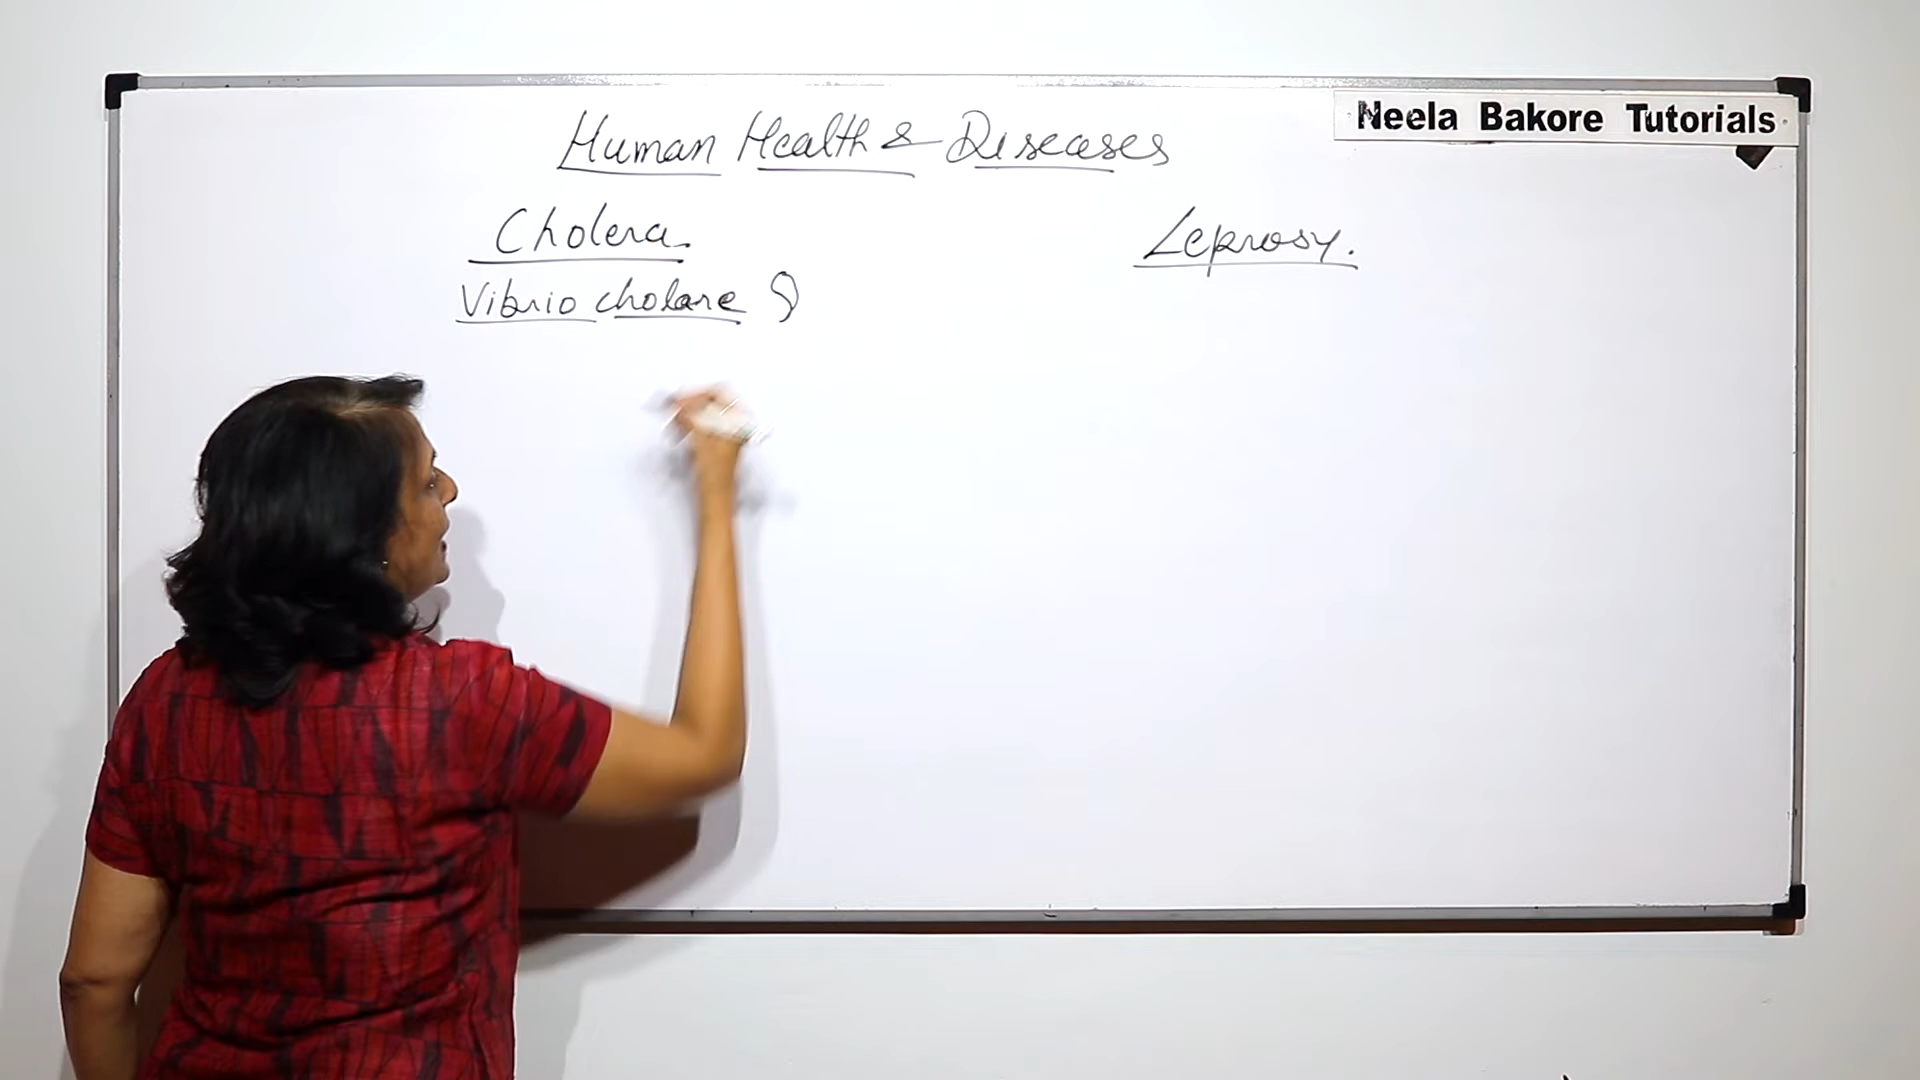 Neela Bakore Tutorials
Human Health & Diseases
Cholera
Leprosy.
Vibrio cholare